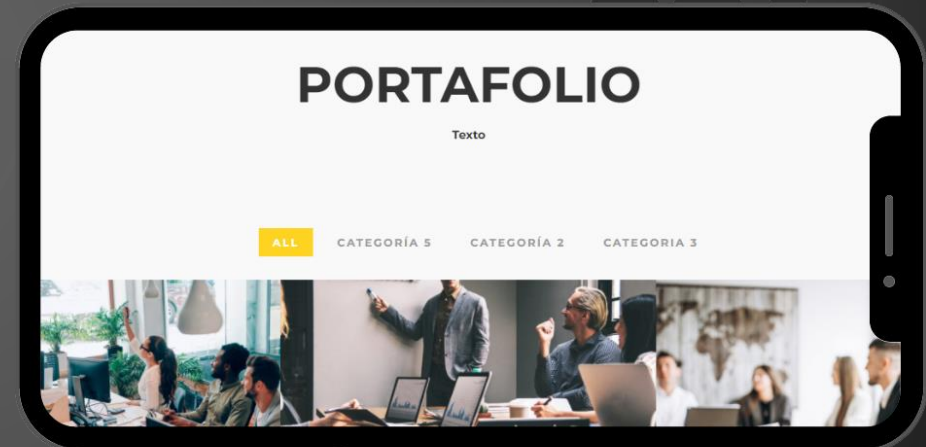 PORTAFOLIO
Texto
ALL CATEGORÍA 5 CATEGORÍA 2 CATEGORIA 3